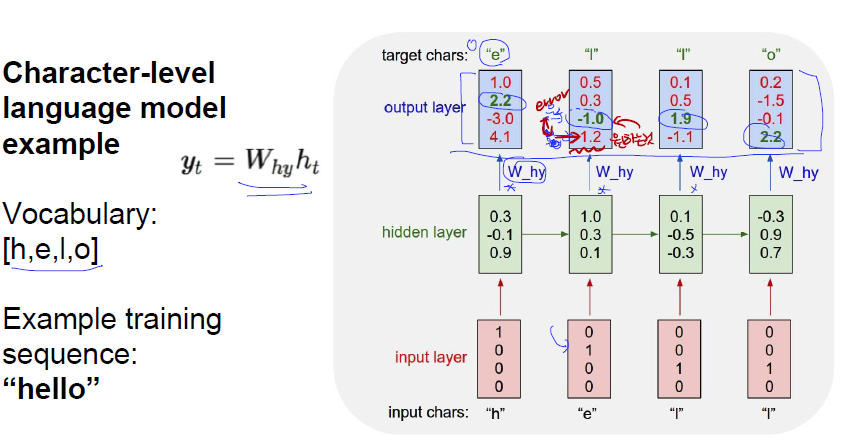 Character-level
language model
example
y_t = W_{hy}h_t
Vocabulary:
[h,e,l,o]
Example training
sequence:
“hello”
target chars: “e” “l” “l” “o”
output layer
1.0 0.5 0.1 0.2
2.2 0.3 0.5 -1.5
-3.0 -1.0 1.9 -0.1
4.1 1.2 -1.1 2.2
error
원하는것
W_hy W_hy W_hy W_hy
hidden layer
0.3 1.0 0.1 -0.3
-0.1 0.3 -0.5 0.9
0.9 0.1 -0.3 0.7
input layer
1 0 0 0
0 1 0 0
0 0 1 1
0 0 0 0
input chars: “h” “e” “l” “l”